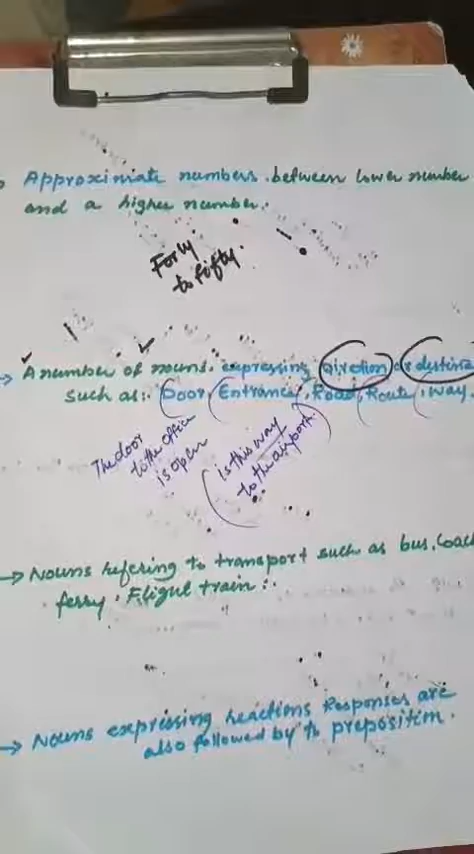 Approximate numbers between lower number
and a higher number.
Forty
to fifty.
A number of nouns. expressing direction or destina
such as: Door, Entrance, Road, Route, way.
The door
to the office
is open
is this way
to the airport.
→ Nouns refering to transport such as bus, Coach
ferry. Fligut train :.
→ Nouns expressing reactions Responses are
also followed by to preposition.